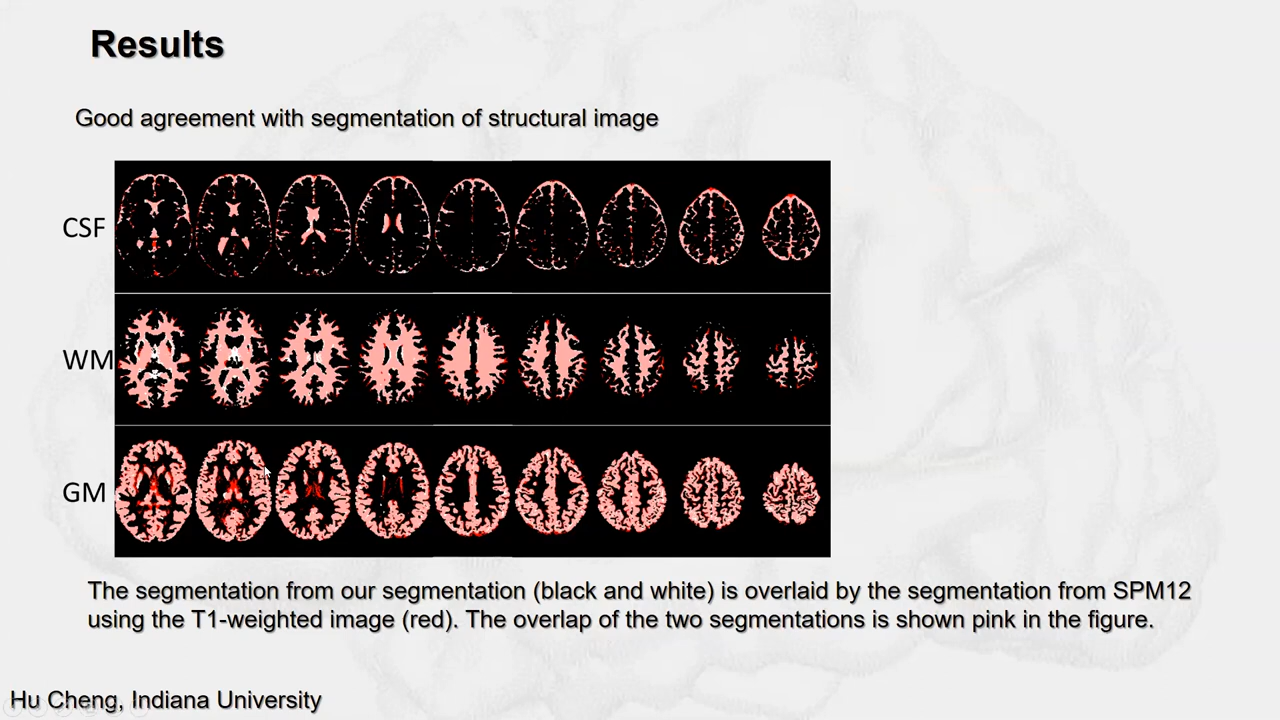 Results
Good agreement with segmentation of structural image
CSF
WM
GM
The segmentation from our segmentation (black and white) is overlaid by the segmentation from SPM12
using the T1-weighted image (red). The overlap of the two segmentations is shown pink in the figure.
Hu Cheng, Indiana University